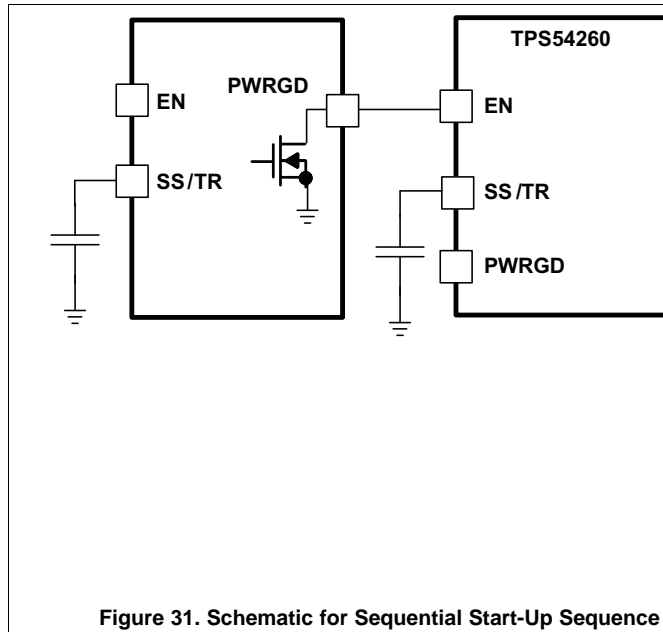 TPS54260
PWRGD
EN
EN
SS/TR
SS/TR
PWRGD
Figure 31. Schematic for Sequential Start-Up Sequence